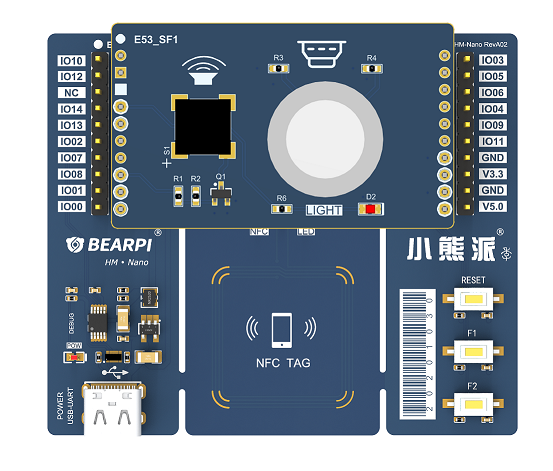 E53_SF1
HM-Nano RevA02
R3
R4
IO10
IO12
NC
IO14
IO13
IO02
IO07
IO08
IO01
IO00
S1
R1
R2
Q1
R6
LIGHT
D2
IO03
IO05
IO06
IO04
IO09
IO11
GND
V3.3
GND
V5.0
NFC
LED
BEARPI®
HM • Nano
小熊派®
DEBUG
POW
POWER
USB-UART
NFC TAG
RESET
F1
F2